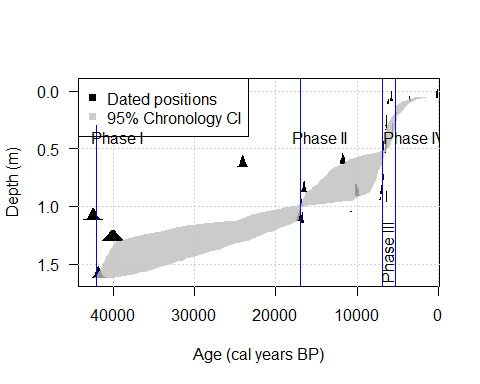 Dated positions
95% Chronology CI
Phase I
Phase II
Phase IV
Phase III
0.0
0.5
1.0
1.5
Depth (m)
40000
30000
20000
10000
0
Age (cal years BP)